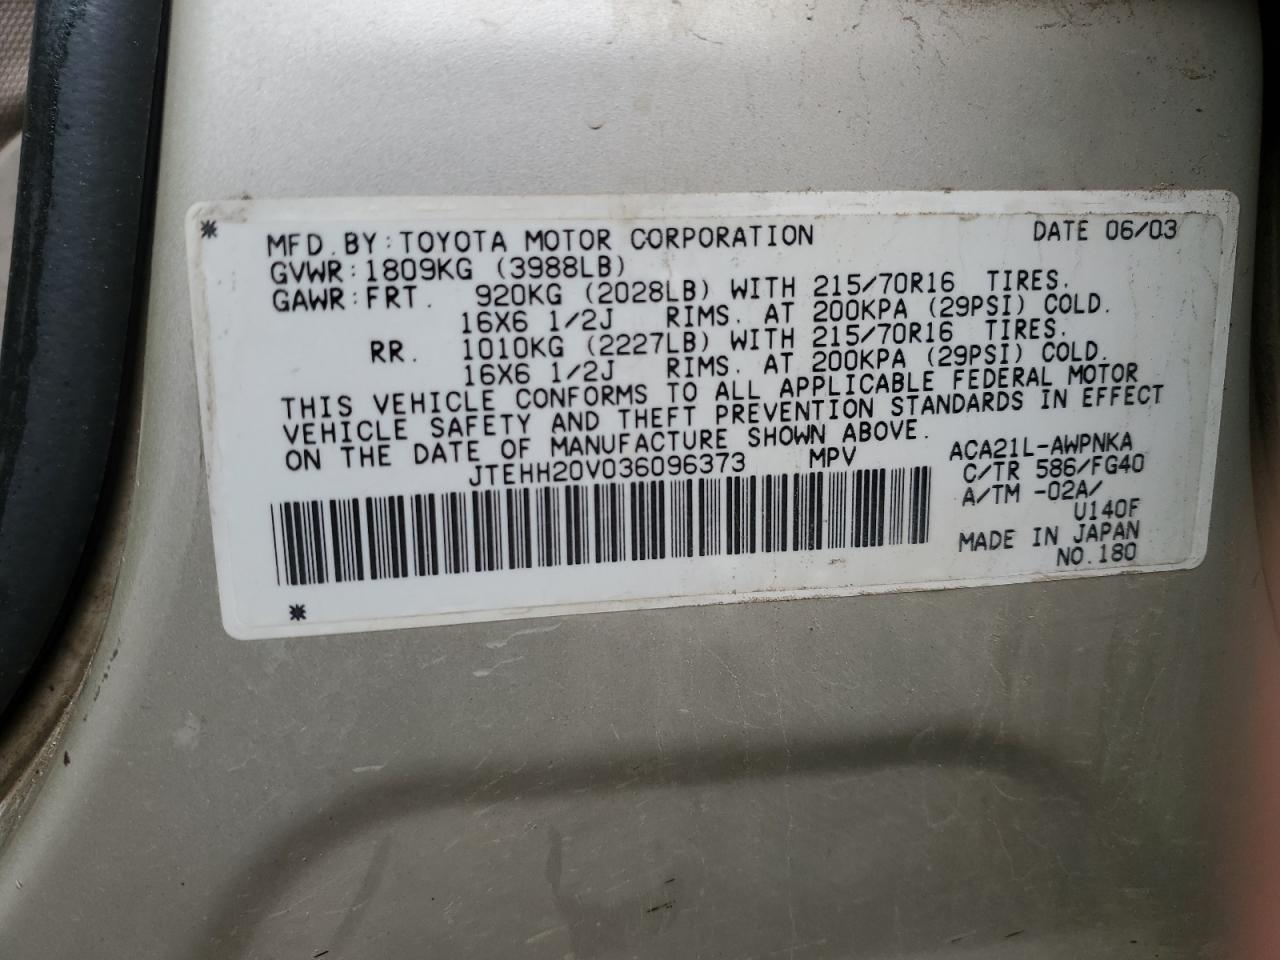 MFD. BY: TOYOTA MOTOR CORPORATION DATE 06/03
GVWR: 1809KG (3988LB)
GAWR: FRT. 920KG (2028LB) WITH 215/70R16 TIRES.
16X6 1/2J RIMS. AT 200KPA (29PSI) COLD.
RR. 1010KG (2227LB) WITH 215/70R16 TIRES.
16X6 1/2J RIMS. AT 200KPA (29PSI) COLD.
THIS VEHICLE CONFORMS TO ALL APPLICABLE FEDERAL MOTOR
VEHICLE SAFETY AND THEFT PREVENTION STANDARDS IN EFFECT
ON THE DATE OF MANUFACTURE SHOWN ABOVE.
JTEHH20V036096373 MPV
ACA21L-AWPNKA
C/TR 586/FG40
A/TM -02A/
U140F
MADE IN JAPAN
NO. 180